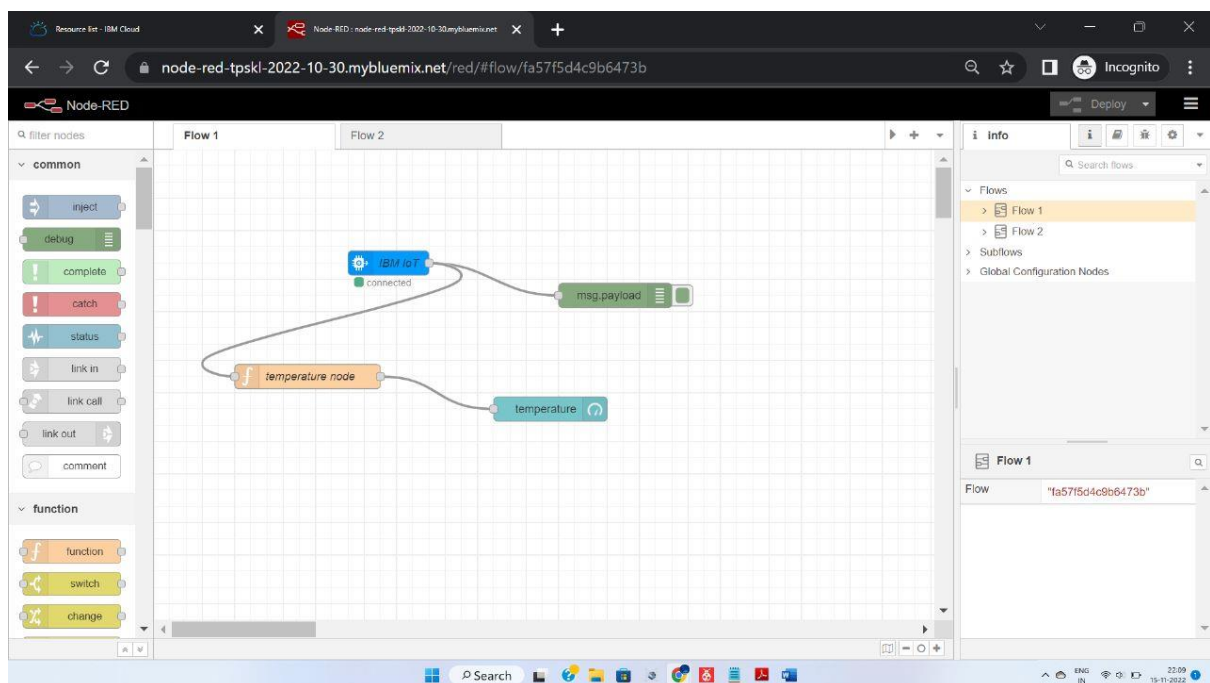 Resource list - IBM Cloud
Node-RED : node-red-tpskl-2022-10-30.mybluemix.net
node-red-tpskl-2022-10-30.mybluemix.net/red/#flow/fa57f5d4c9b6473b
Incognito
Node-RED
Deploy
filter nodes
Flow 1
Flow 2
info
common
Search flows
inject
debug
complete
catch
status
link in
link call
link out
comment
function
function
switch
change
IBM IoT
connected
msg.payload
temperature node
temperature
Flows
Flow 1
Flow 2
Subflows
Global Configuration Nodes
Flow 1
Flow
"fa57f5d4c9b6473b"
Search
ENG
IN
22:09
15-11-2022